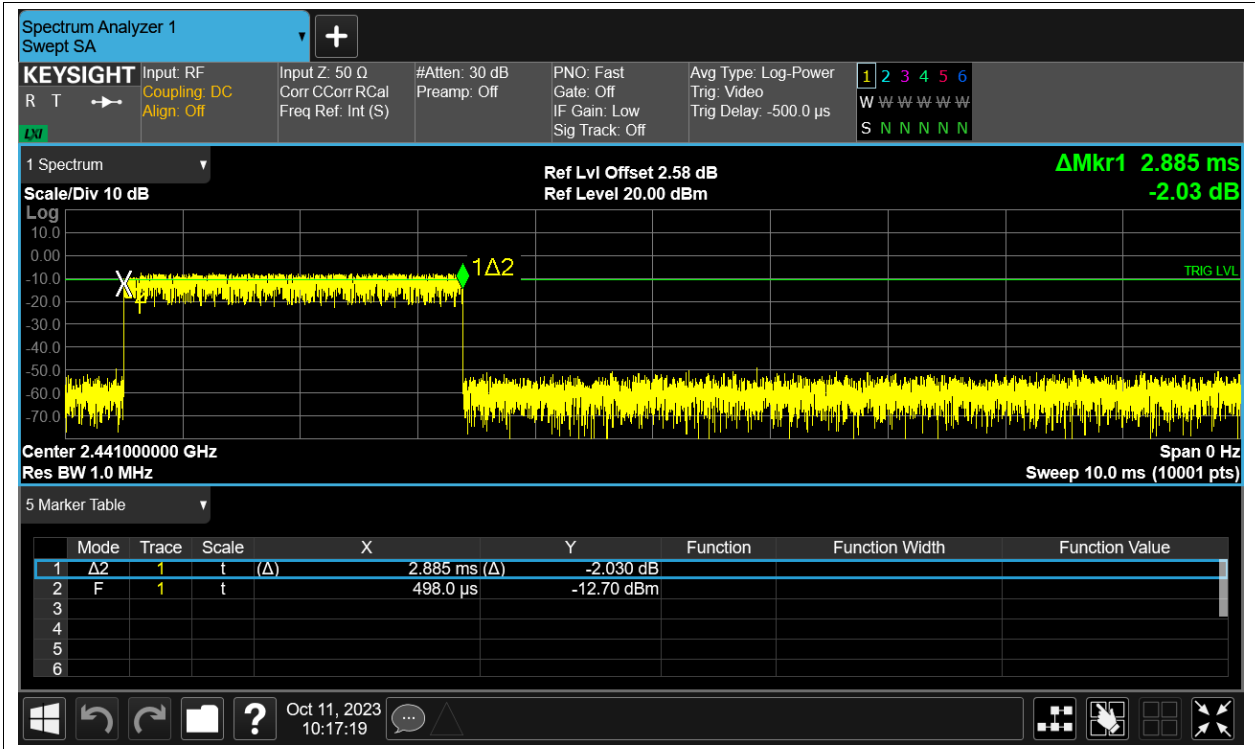 Spectrum Analyzer 1
Swept SA
KEYSIGHT
R T
LXI
Input: RF
Coupling: DC
Align: Off
Input Z: 50 Ω
Corr CCorr RCal
Freq Ref: Int (S)
#Atten: 30 dB
Preamp: Off
PNO: Fast
Gate: Off
IF Gain: Low
Sig Track: Off
Avg Type: Log-Power
Trig: Video
Trig Delay: -500.0 µs
1 2 3 4 5 6
W W W W W W
S N N N N N
1 Spectrum
Scale/Div 10 dB
Ref Lvl Offset 2.58 dB
Ref Level 20.00 dBm
ΔMkr1 2.885 ms
-2.03 dB
Log
10.0
0.00
-10.0
-20.0
-30.0
-40.0
-50.0
-60.0
-70.0
1Δ2
TRIG LVL
Center 2.441000000 GHz
Res BW 1.0 MHz
Span 0 Hz
Sweep 10.0 ms (10001 pts)
5 Marker Table
Mode Trace Scale X Y Function Function Width Function Value
1 Δ2 1 t (Δ) 2.885 ms (Δ) -2.030 dB
2 F 1 t 498.0 µs -12.70 dBm
3
4
5
6
?
Oct 11, 2023
10:17:19